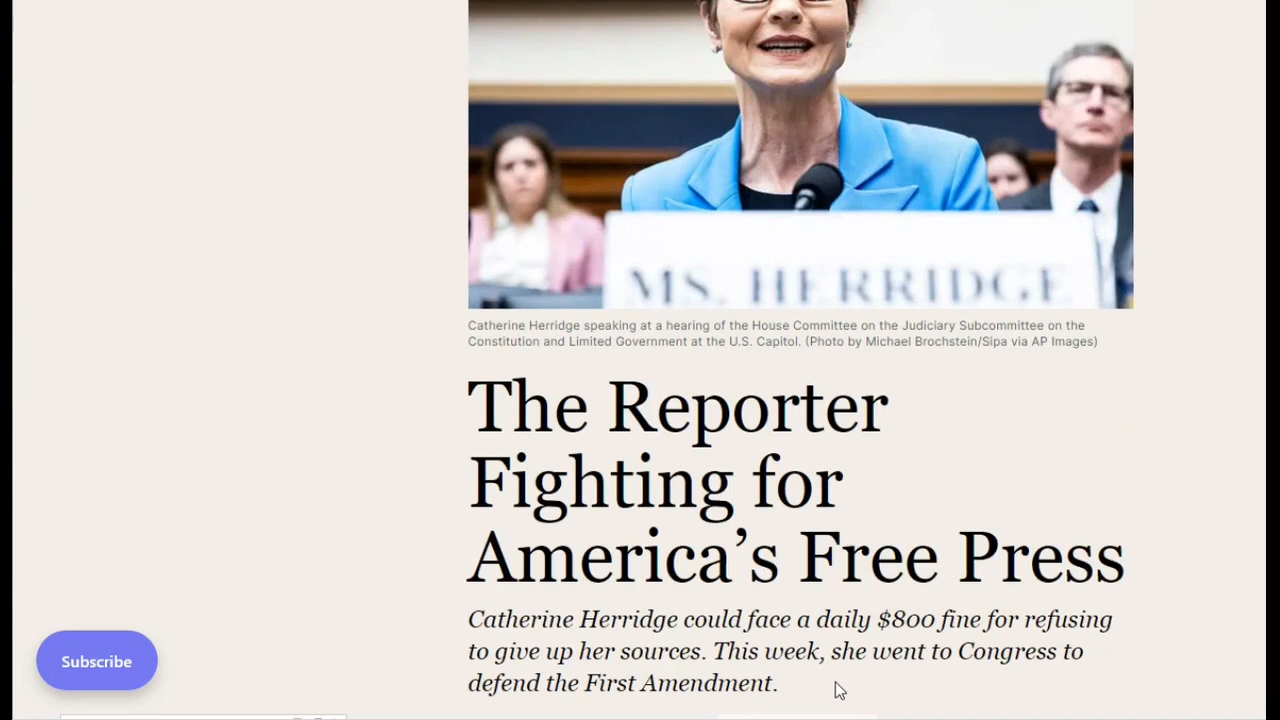 MS. HERRIDGE
Catherine Herridge speaking at a hearing of the House Committee on the Judiciary Subcommittee on the
Constitution and Limited Government at the U.S. Capitol. (Photo by Michael Brochstein/Sipa via AP Images)
The Reporter
Fighting for
America’s Free Press
Catherine Herridge could face a daily $800 fine for refusing
to give up her sources. This week, she went to Congress to
defend the First Amendment.
Subscribe